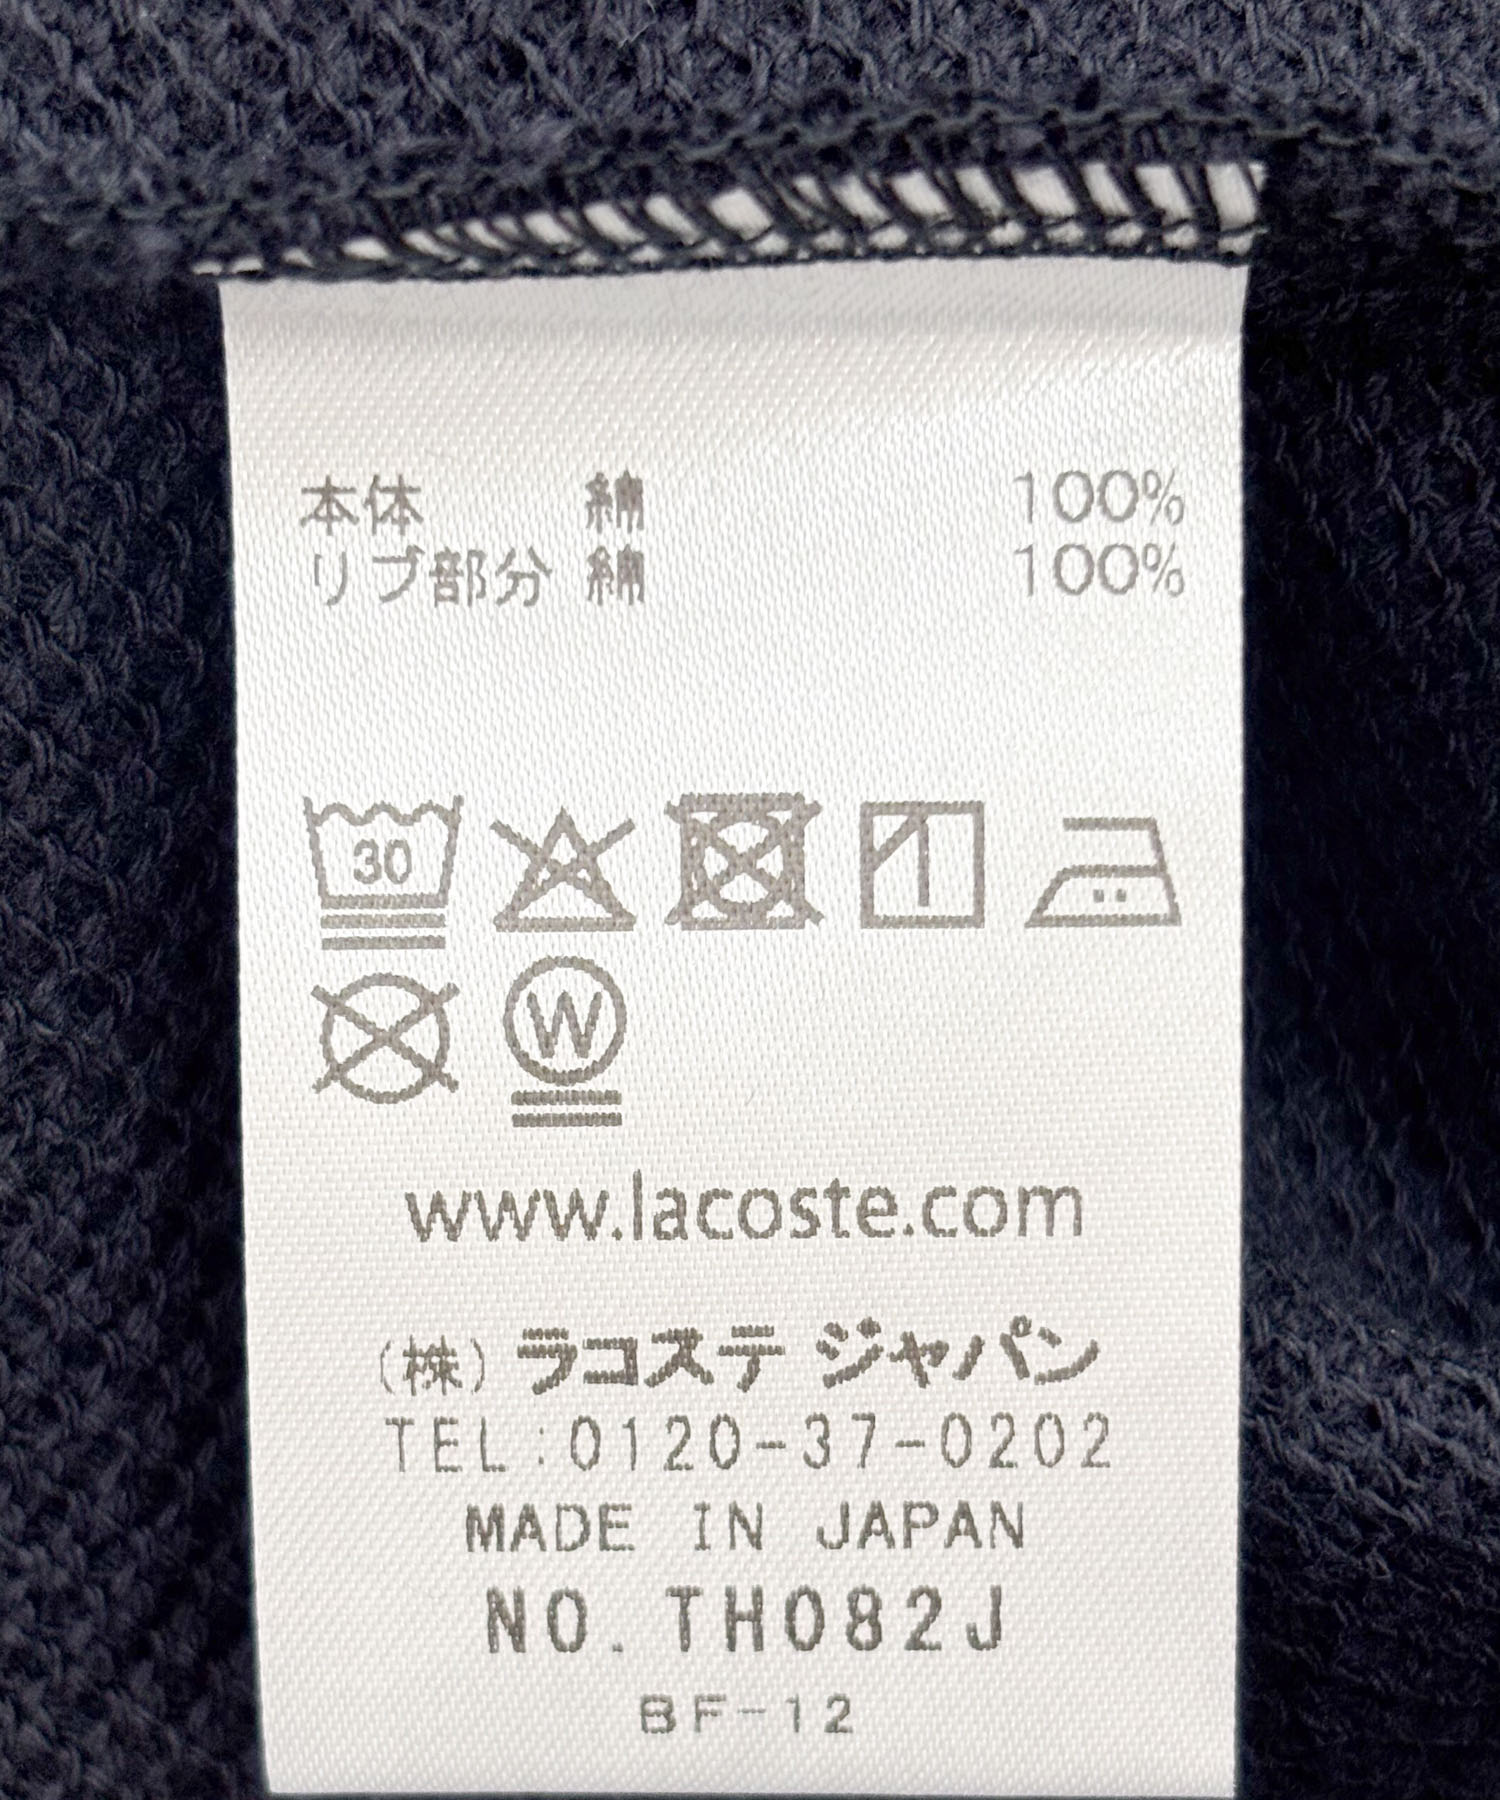 本体 綿 100%
リブ部分 綿 100%
30
W
www.lacoste.com
(株) ラコステ ジャパン
TEL:0120-37-0202
MADE IN JAPAN
NO. TH082J
BF-12